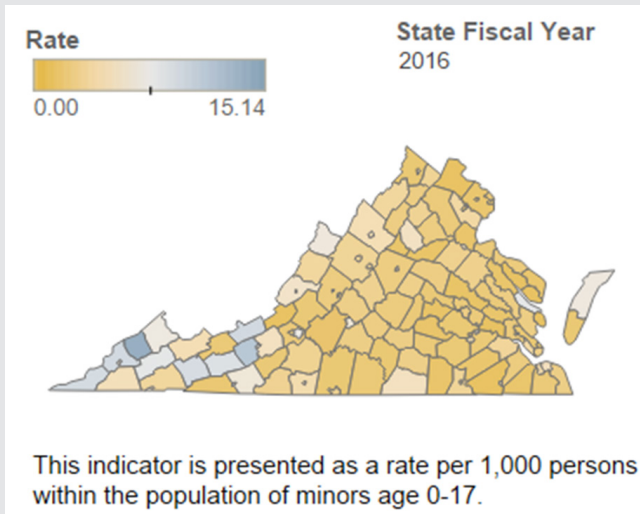 Rate
0.00 15.14
State Fiscal Year
2016
This indicator is presented as a rate per 1,000 persons
within the population of minors age 0-17.